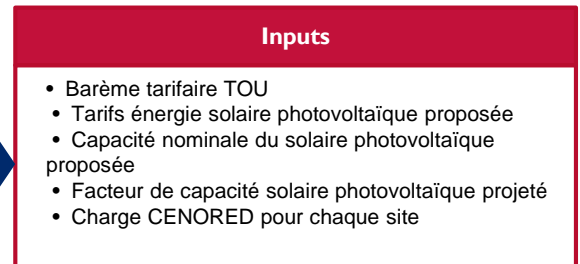 Inputs
• Barème tarifaire TOU
• Tarifs énergie solaire photovoltaïque proposée
• Capacité nominale du solaire photovoltaïque
proposée
• Facteur de capacité solaire photovoltaïque projeté
• Charge CENORED pour chaque site